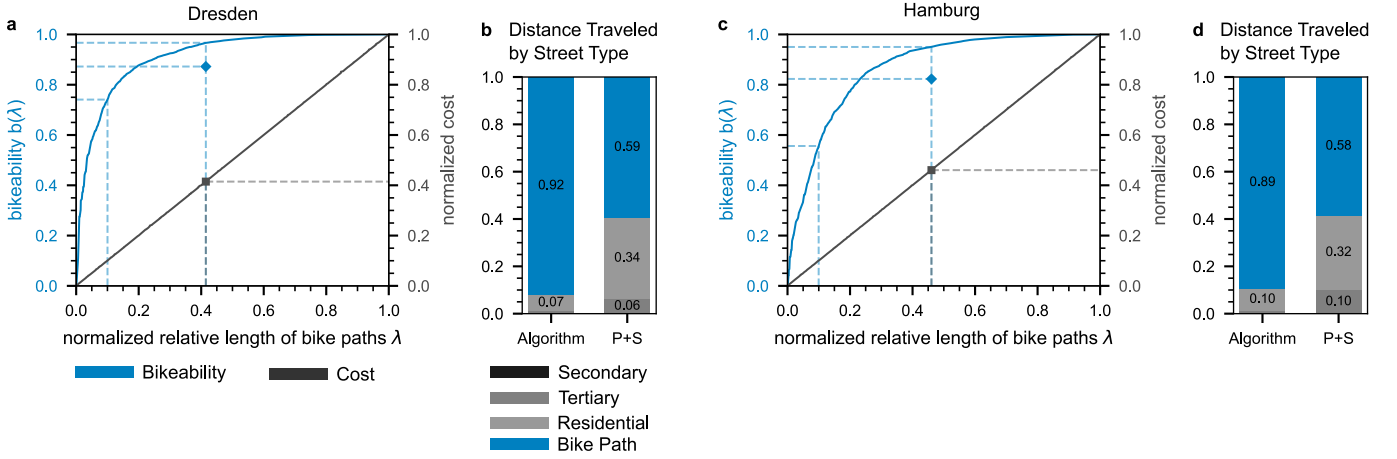 Dresden
a
1.0
0.8
0.6
0.4
0.2
0.0
bikeability b(λ)
0.0
0.2
0.4
0.6
0.8
1.0
normalized relative length of bike paths λ
1.0
0.8
0.6
0.4
0.2
0.0
normalized cost
Bikeability
Cost
b
Distance Traveled
by Street Type
1.0
0.8
0.6
0.4
0.2
0.0
0.92
0.07
0.59
0.34
0.06
Algorithm
P+S
Secondary
Tertiary
Residential
Bike Path
Hamburg
c
1.0
0.8
0.6
0.4
0.2
0.0
bikeability b(λ)
0.0
0.2
0.4
0.6
0.8
1.0
normalized relative length of bike paths λ
1.0
0.8
0.6
0.4
0.2
0.0
normalized cost
d
Distance Traveled
by Street Type
1.0
0.8
0.6
0.4
0.2
0.0
0.89
0.10
0.58
0.32
0.10
Algorithm
P+S